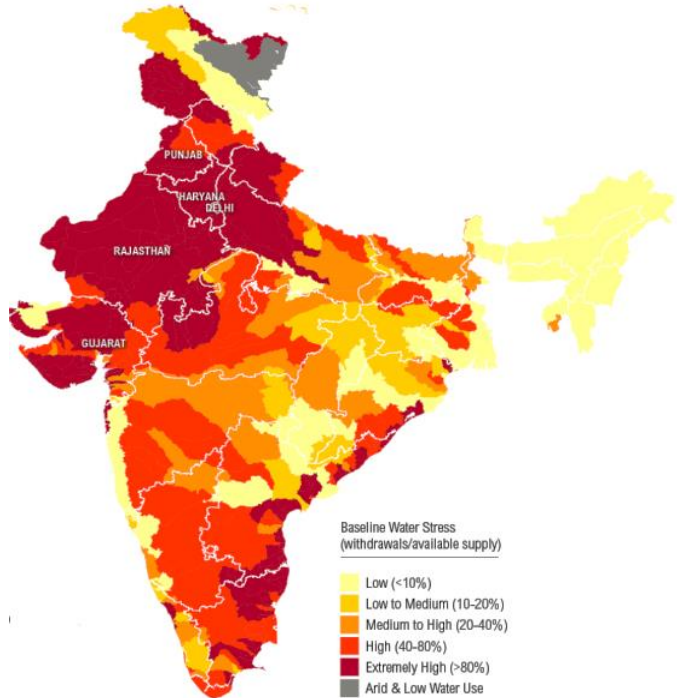 PUNJAB
HARYANA
DELHI
RAJASTHAN
GUJARAT
Baseline Water Stress
(withdrawals/available supply)
Low (<10%)
Low to Medium (10-20%)
Medium to High (20-40%)
High (40-80%)
Extremely High (>80%)
Arid & Low Water Use